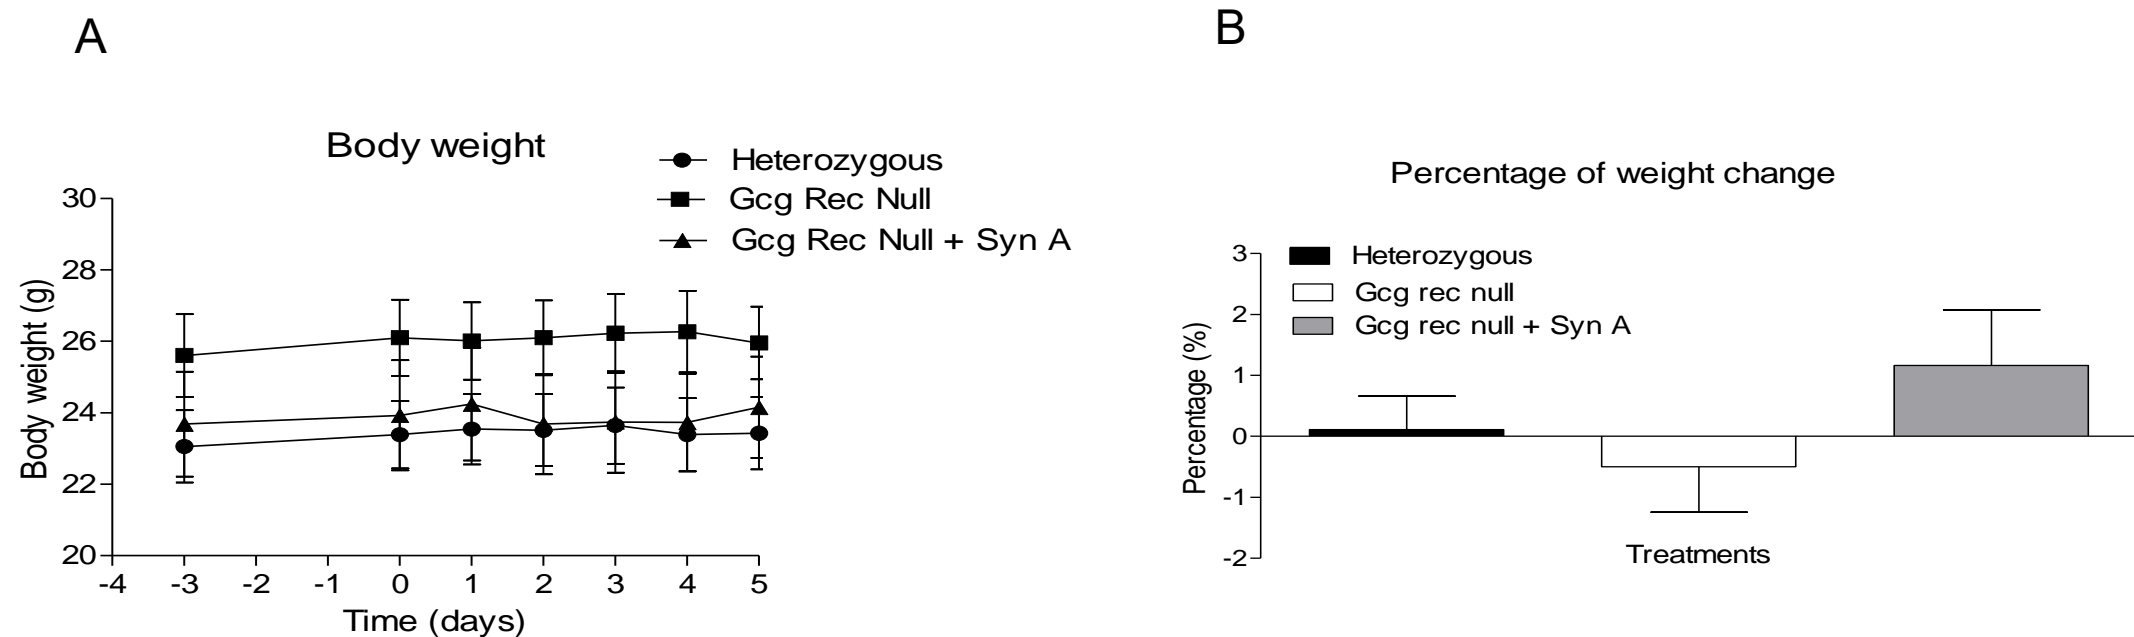 A
Body weight
Heterozygous
Gcg Rec Null
Gcg Rec Null + Syn A
30
28
26
24
22
20
Body weight (g)
-4 -3 -2 -1 0 1 2 3 4 5
Time (days)
B
Percentage of weight change
Heterozygous
Gcg rec null
Gcg rec null + Syn A
3
2
1
0
-1
-2
Percentage (%)
Treatments